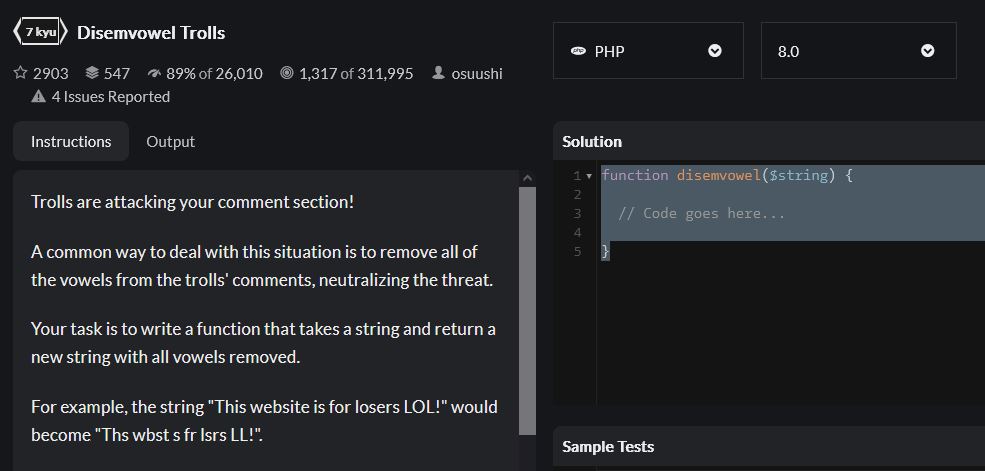 7 kyu Disemvowel Trolls
2903 547 89% of 26,010 1,317 of 311,995 osuushi
4 Issues Reported
Instructions Output
Trolls are attacking your comment section!
A common way to deal with this situation is to remove all of
the vowels from the trolls' comments, neutralizing the threat.
Your task is to write a function that takes a string and return a
new string with all vowels removed.
For example, the string "This website is for losers LOL!" would
become "Ths wbst s fr lsrs LL!".
php PHP 8.0
Solution
1 function disemvowel($string) {
2
3 // Code goes here...
4
5 }
Sample Tests